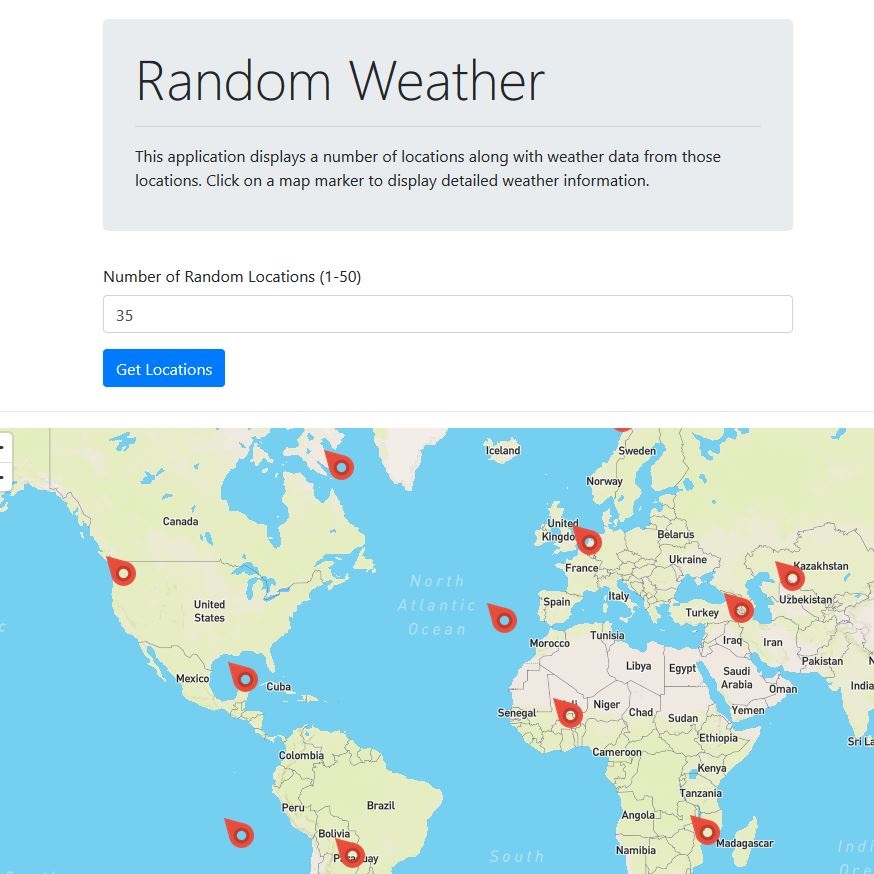 Random Weather
This application displays a number of locations along with weather data from those
locations. Click on a map marker to display detailed weather information.
Number of Random Locations (1-50)
35
Get Locations
Iceland
Sweden
Norway
Canada
United
Kingdo
Belarus
Ukraine
France
Kazakhstan
North
Atlantic
Ocean
United
States
Spain
Italy
Uzbekistan
Turkey
Morocco
Tunisia
Iraq
Iran
Pakistan
Mexico
Cuba
Libya
Egypt
Saudi
Arabia
Oman
India
Senegal
Niger
Chad
Sudan
Yemen
Ethiopia
Sri La
Colombia
Cameroon
Kenya
Tanzania
Peru
Brazil
Angola
Bolivia
Madagascar
Namibia
South
Indi